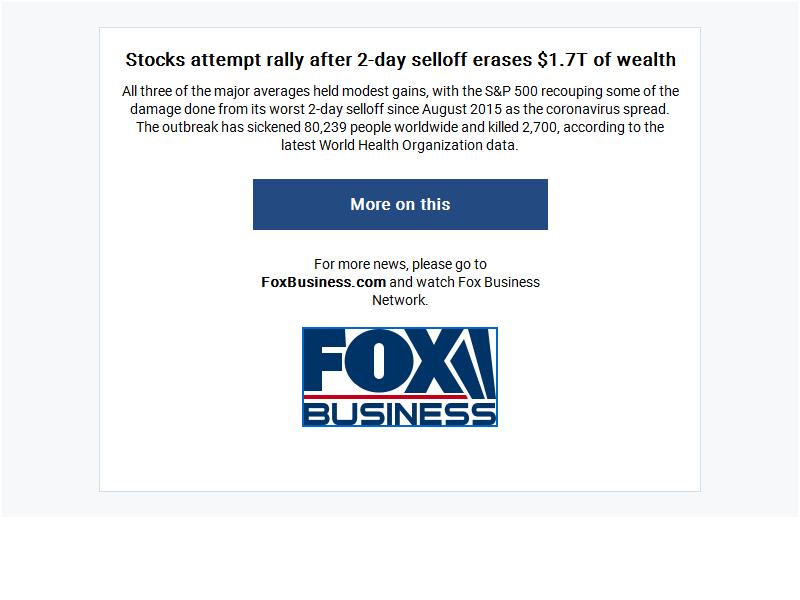 Stocks attempt rally after 2-day selloff erases $1.7T of wealth
All three of the major averages held modest gains, with the S&P 500 recouping some of the
damage done from its worst 2-day selloff since August 2015 as the coronavirus spread.
The outbreak has sickened 80,239 people worldwide and killed 2,700, according to the
latest World Health Organization data.
More on this
For more news, please go to
FoxBusiness.com and watch Fox Business
Network.
FOX
BUSINESS